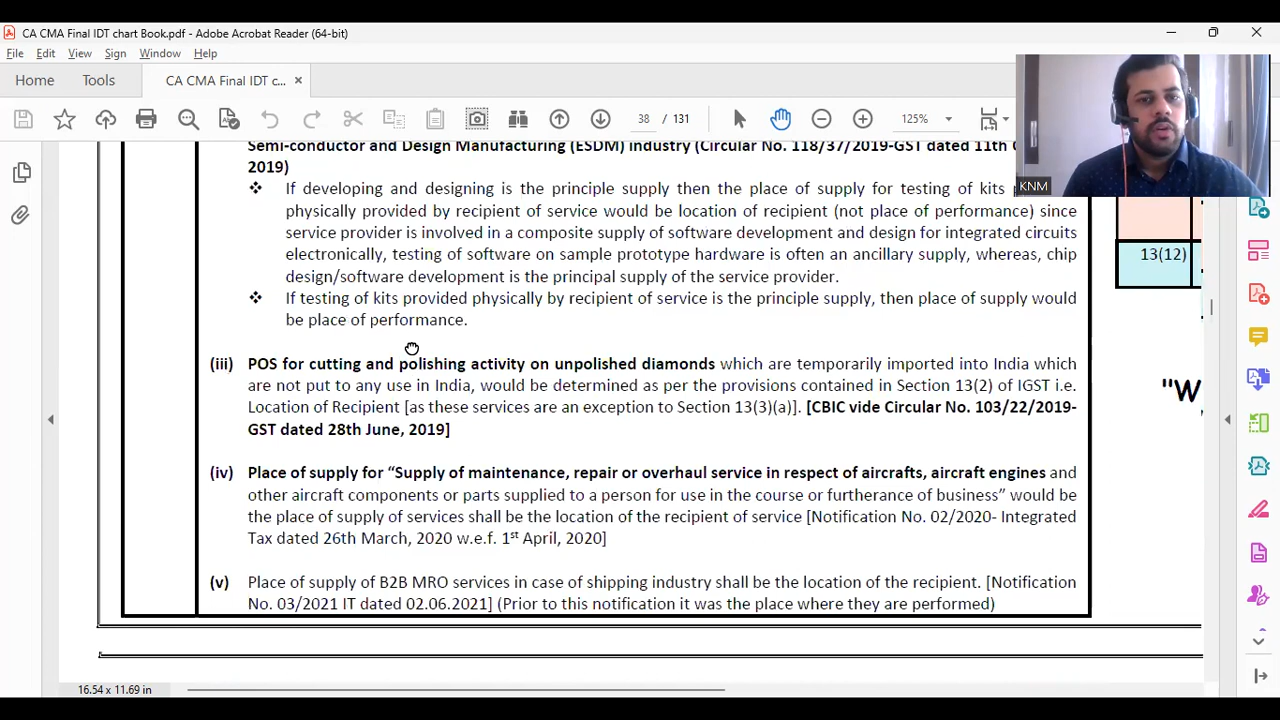 CA CMA Final IDT chart Book.pdf - Adobe Acrobat Reader (64-bit)
File Edit View Sign Window Help
Home Tools CA CMA Final IDT c... ×
38 / 131 125%
KNM
Semi-conductor and Design Manufacturing (ESDM) industry (Circular No. 118/37/2019-GST dated 11th
2019)
❖ If developing and designing is the principle supply then the place of supply for testing of kits
physically provided by recipient of service would be location of recipient (not place of performance) since
service provider is involved in a composite supply of software development and design for integrated circuits
electronically, testing of software on sample prototype hardware is often an ancillary supply, whereas, chip
design/software development is the principal supply of the service provider.
❖ If testing of kits provided physically by recipient of service is the principle supply, then place of supply would
be place of performance.
(iii) POS for cutting and polishing activity on unpolished diamonds which are temporarily imported into India which
are not put to any use in India, would be determined as per the provisions contained in Section 13(2) of IGST i.e.
Location of Recipient [as these services are an exception to Section 13(3)(a)]. [CBIC vide Circular No. 103/22/2019-
GST dated 28th June, 2019]
(iv) Place of supply for “Supply of maintenance, repair or overhaul service in respect of aircrafts, aircraft engines and
other aircraft components or parts supplied to a person for use in the course or furtherance of business” would be
the place of supply of services shall be the location of the recipient of service [Notification No. 02/2020- Integrated
Tax dated 26th March, 2020 w.e.f. 1st April, 2020]
(v) Place of supply of B2B MRO services in case of shipping industry shall be the location of the recipient. [Notification
No. 03/2021 IT dated 02.06.2021] (Prior to this notification it was the place where they are performed)
13(12)
"W
16.54 x 11.69 in